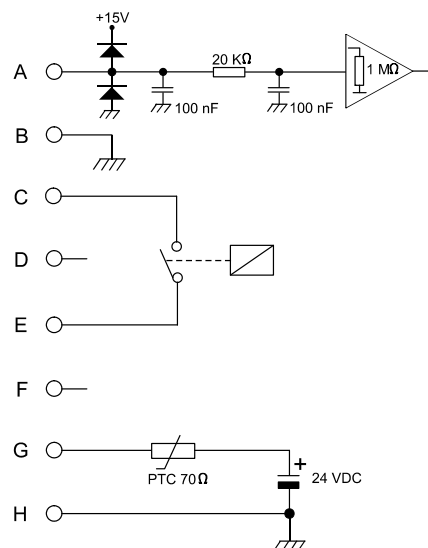 +15V
A
20 KΩ
1 MΩ
100 nF
100 nF
B
C
D
E
F
G
+
PTC 70Ω
24 VDC
H